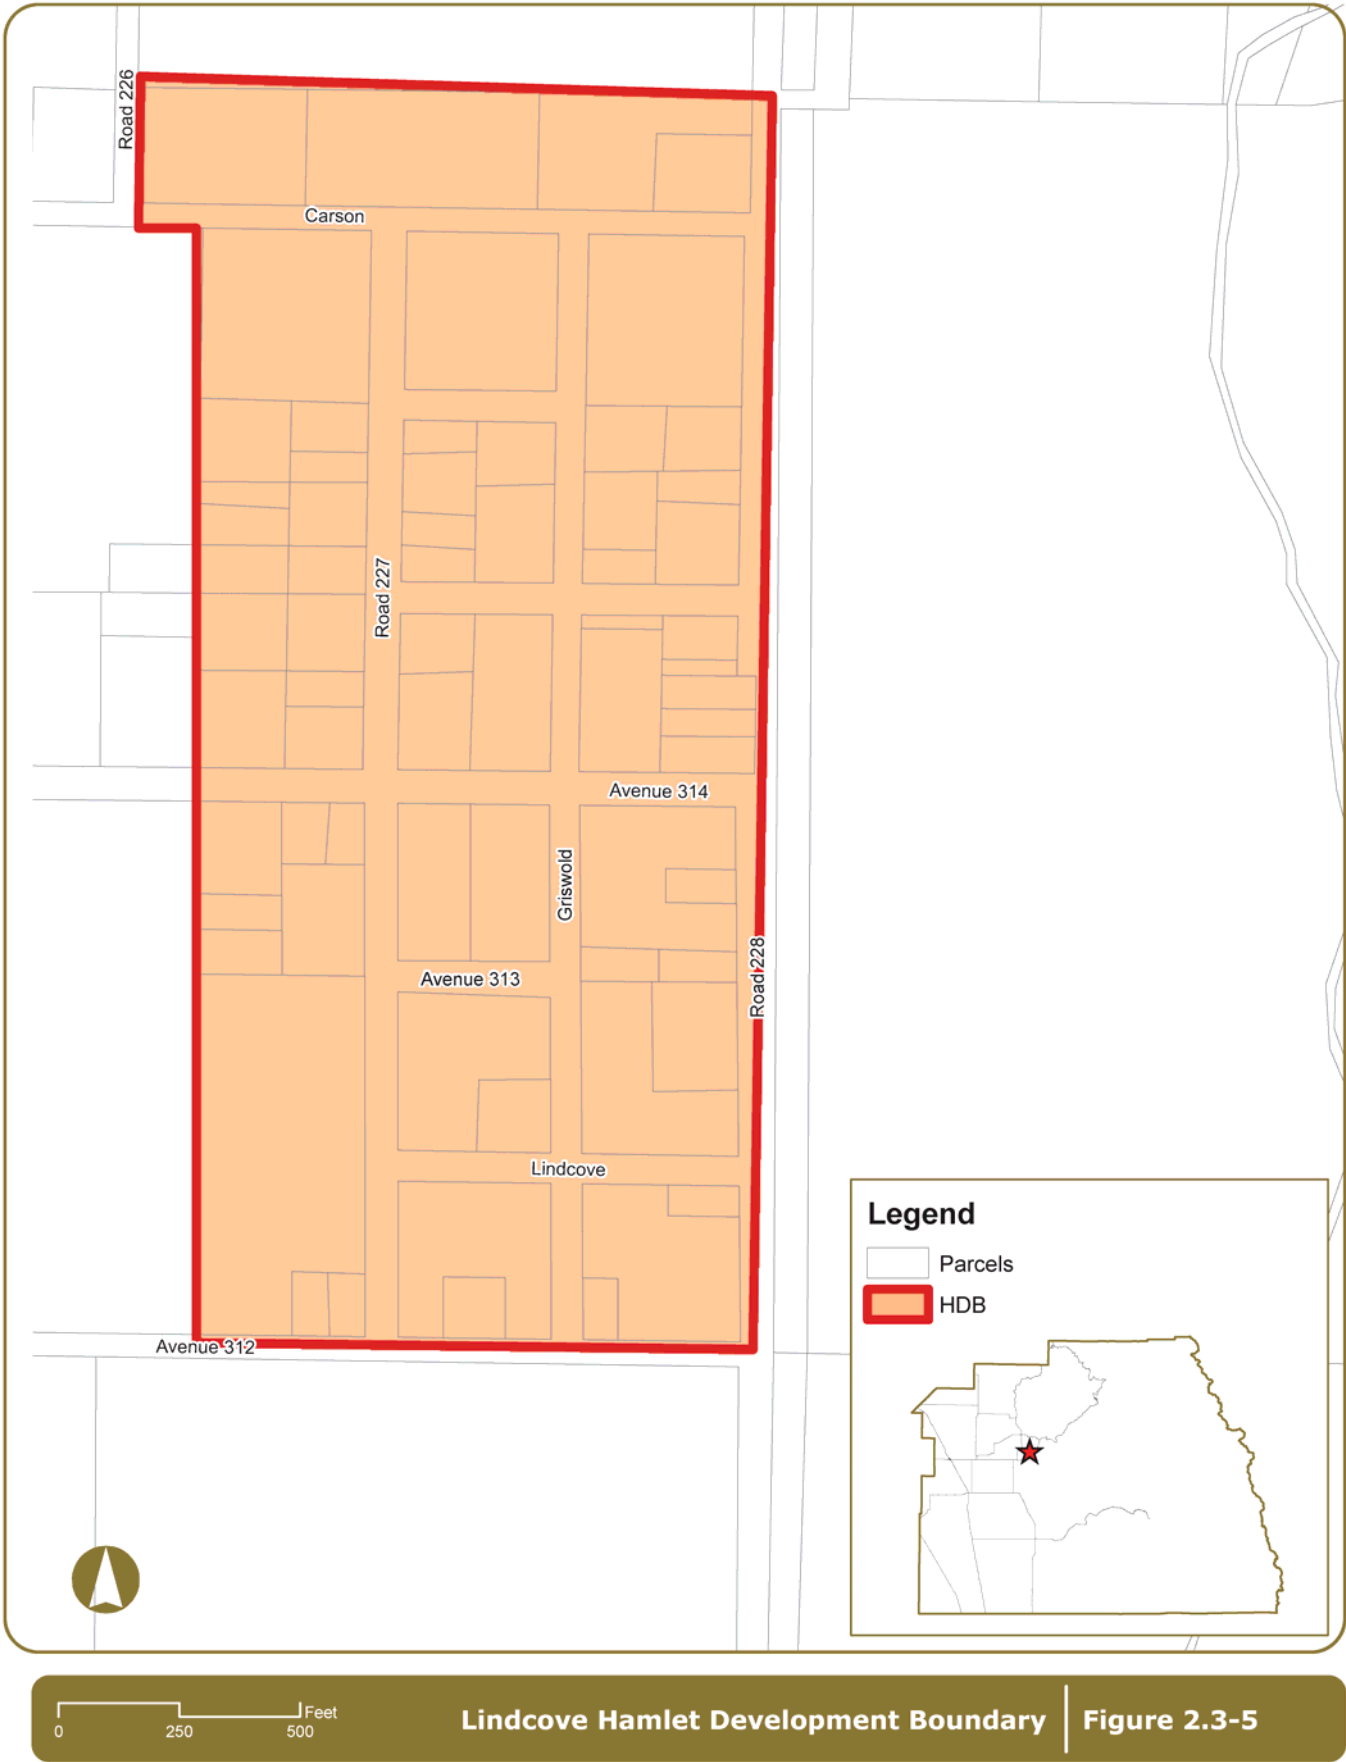 Road 226
Carson
Road 227
Avenue 314
Griswold
Road 228
Avenue 313
Lindcove
Avenue 312
Legend
Parcels
HDB
Feet
0 250 500
Lindcove Hamlet Development Boundary
Figure 2.3-5